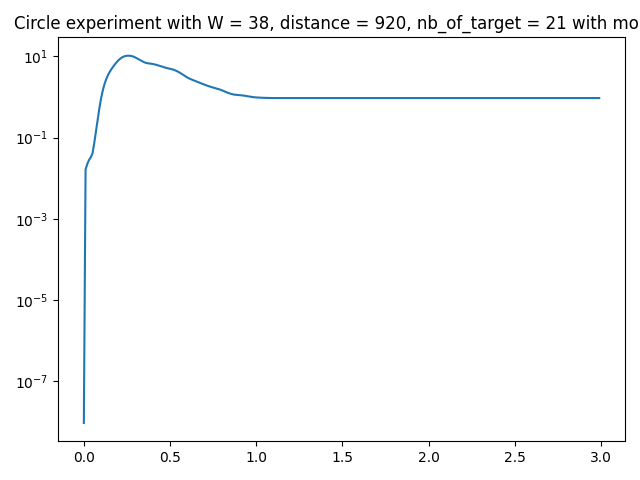 Circle experiment with W = 38, distance = 920, nb_of_target = 21 with mo
10¹
10⁻¹
10⁻³
10⁻⁵
10⁻⁷
0.0 0.5 1.0 1.5 2.0 2.5 3.0